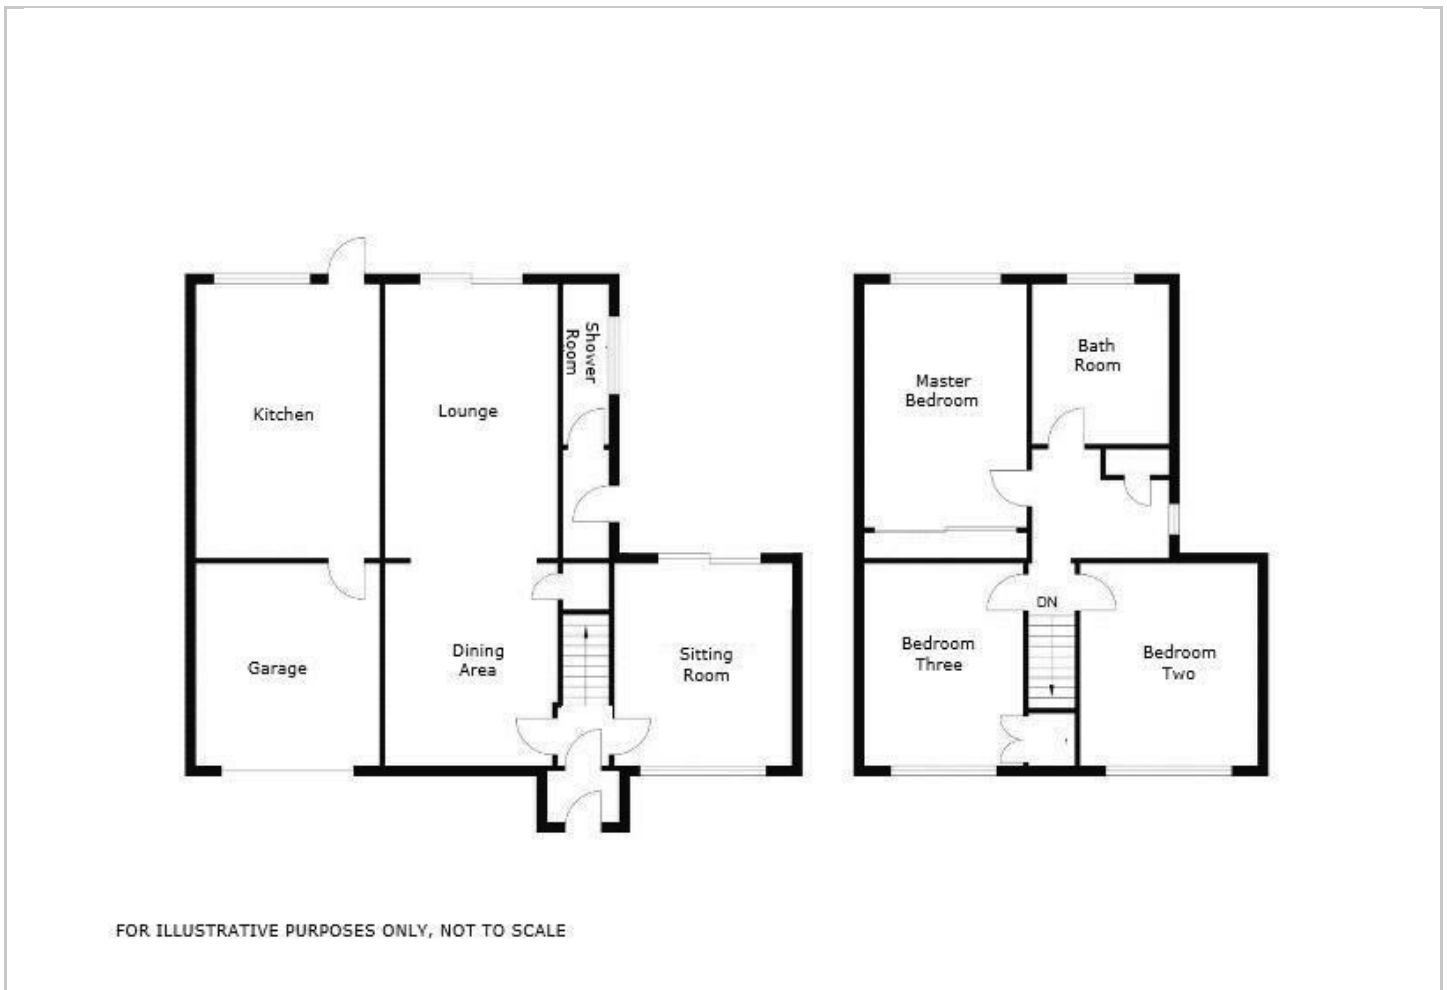 Kitchen
Lounge
Shower
Room
Garage
Dining
Area
Sitting
Room
Master
Bedroom
Bath
Room
DN
Bedroom
Three
Bedroom
Two
FOR ILLUSTRATIVE PURPOSES ONLY, NOT TO SCALE